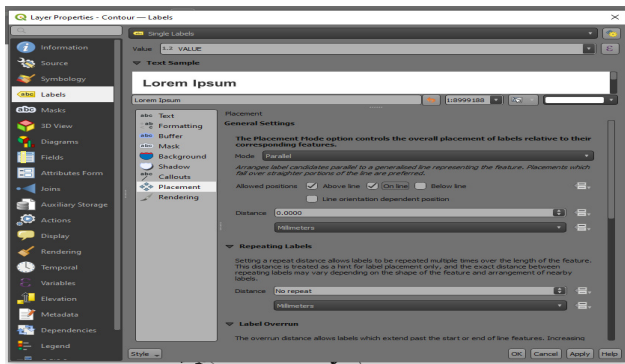 Layer Properties - Contour — Labels
Single Labels
Information
Source
Symbology
Labels
Masks
3D View
Diagrams
Fields
Attributes Form
Joins
Auxiliary Storage
Actions
Display
Rendering
Temporal
Variables
Elevation
Metadata
Dependencies
Legend
Value 1.2 VALUE
Text Sample
Lorem Ipsum
Lorem Ipsum
1:8999188
Text
Formatting
Buffer
Mask
Background
Shadow
Callouts
Placement
Rendering
Placement
General Settings
The Placement Mode option controls the overall placement of labels relative to their
corresponding features.
Mode Parallel
Arranges label candidates parallel to a generalised line representing the feature. Placements which
fall over straighter portions of the line are preferred.
Allowed positions Above line On line Below line
Line orientation dependent position
Distance 0.0000
Millimeters
Repeating Labels
Setting a repeat distance allows labels to be repeated multiple times over the length of the feature.
This distance is treated as a hint for label placement only, and the exact distance between
repeating labels may vary depending on the shape of the feature and arrangement of nearby
labels.
Distance No repeat
Millimeters
Label Overrun
The overrun distance allows labels which extend past the start or end of line features. Increasing
Style
OK Cancel Apply Help